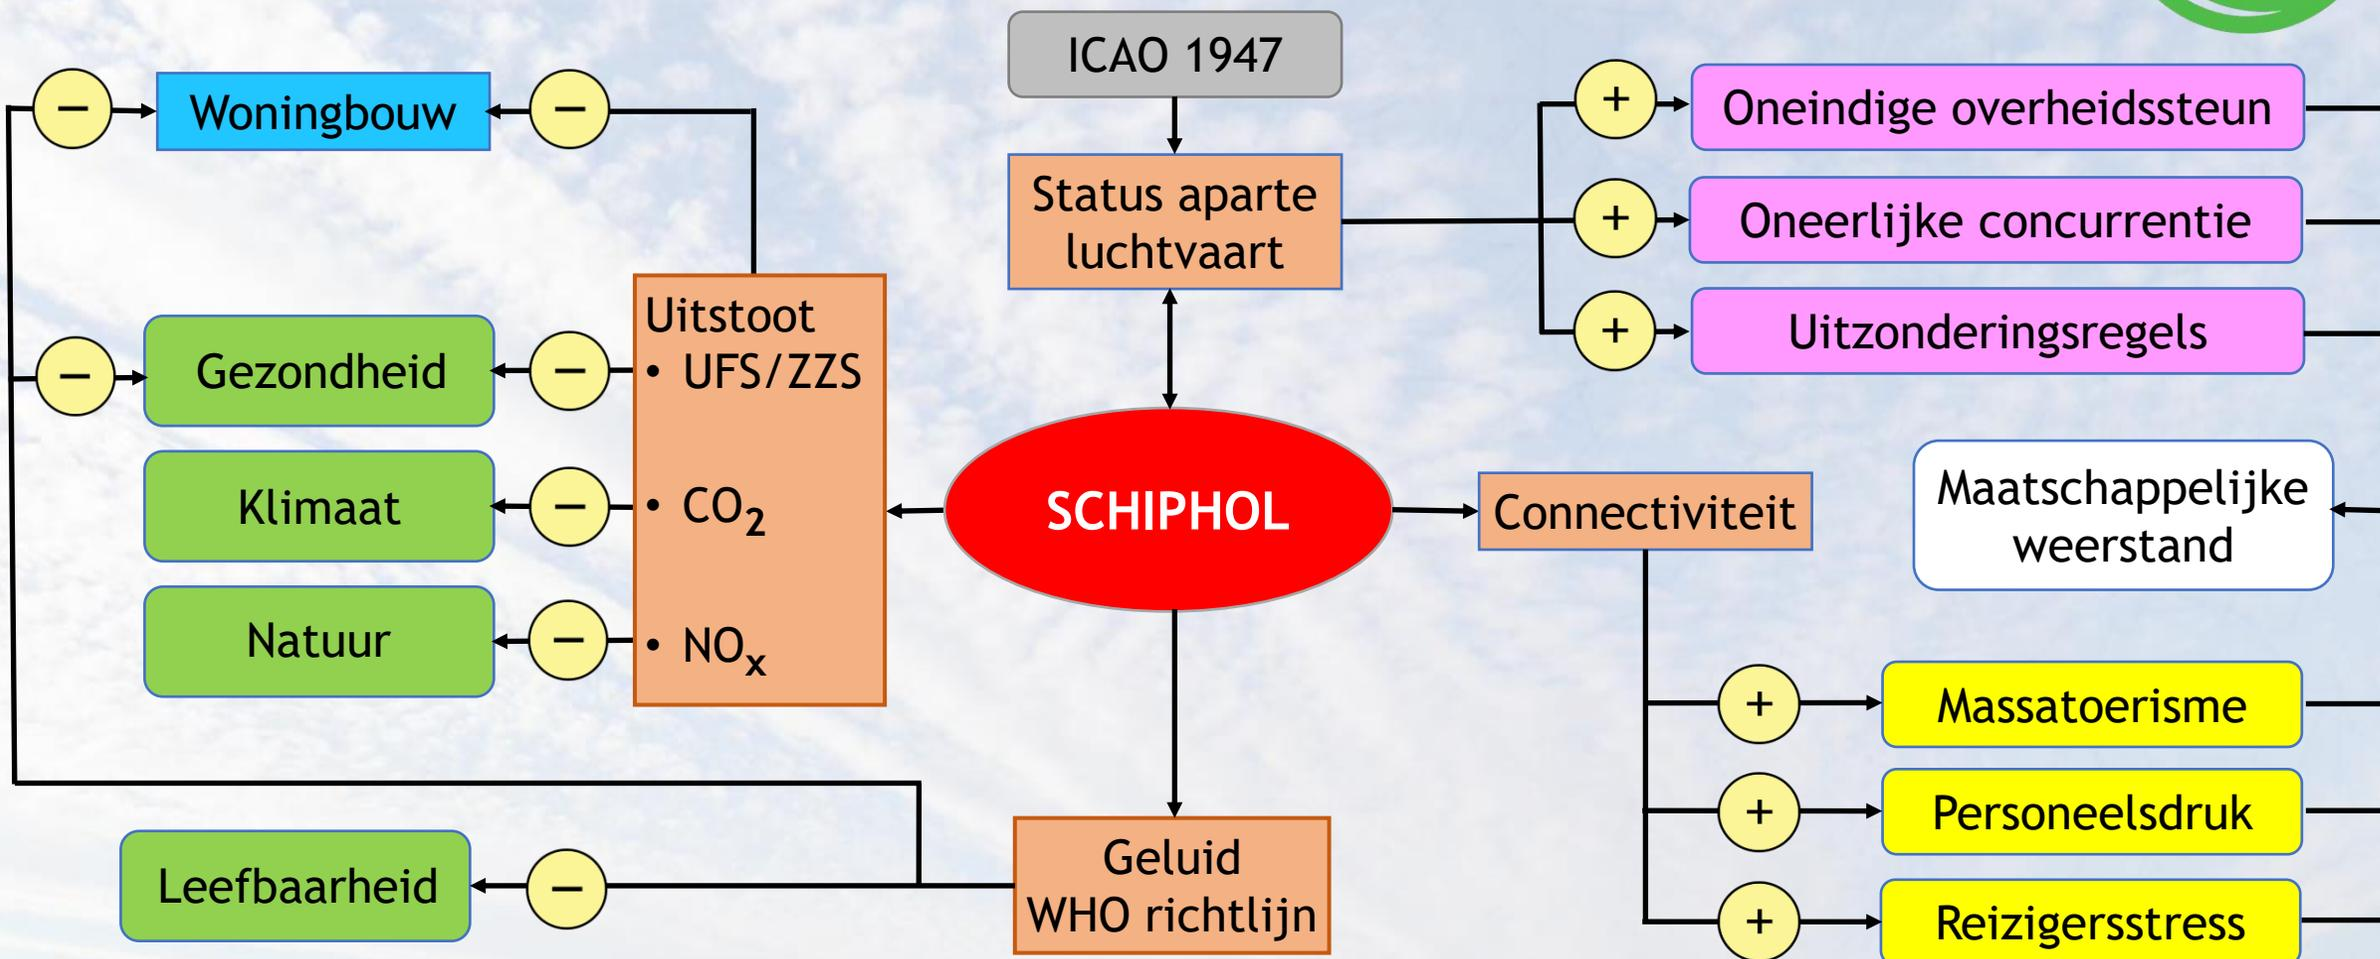 ICAO 1947
−
Woningbouw
−
+
Oneindige overheidssteun
Status aparte
luchtvaart
+
Oneerlijke concurrentie
+
Uitzonderingsregels
−
Gezondheid
−
Uitstoot
• UFS/ZZS
Klimaat
−
• CO₂
Natuur
−
• NOₓ
SCHIPHOL
Connectiviteit
Maatschappelijke
weerstand
+
Massatoerisme
+
Personeelsdruk
+
Reizigersstress
Leefbaarheid
−
Geluid
WHO richtlijn